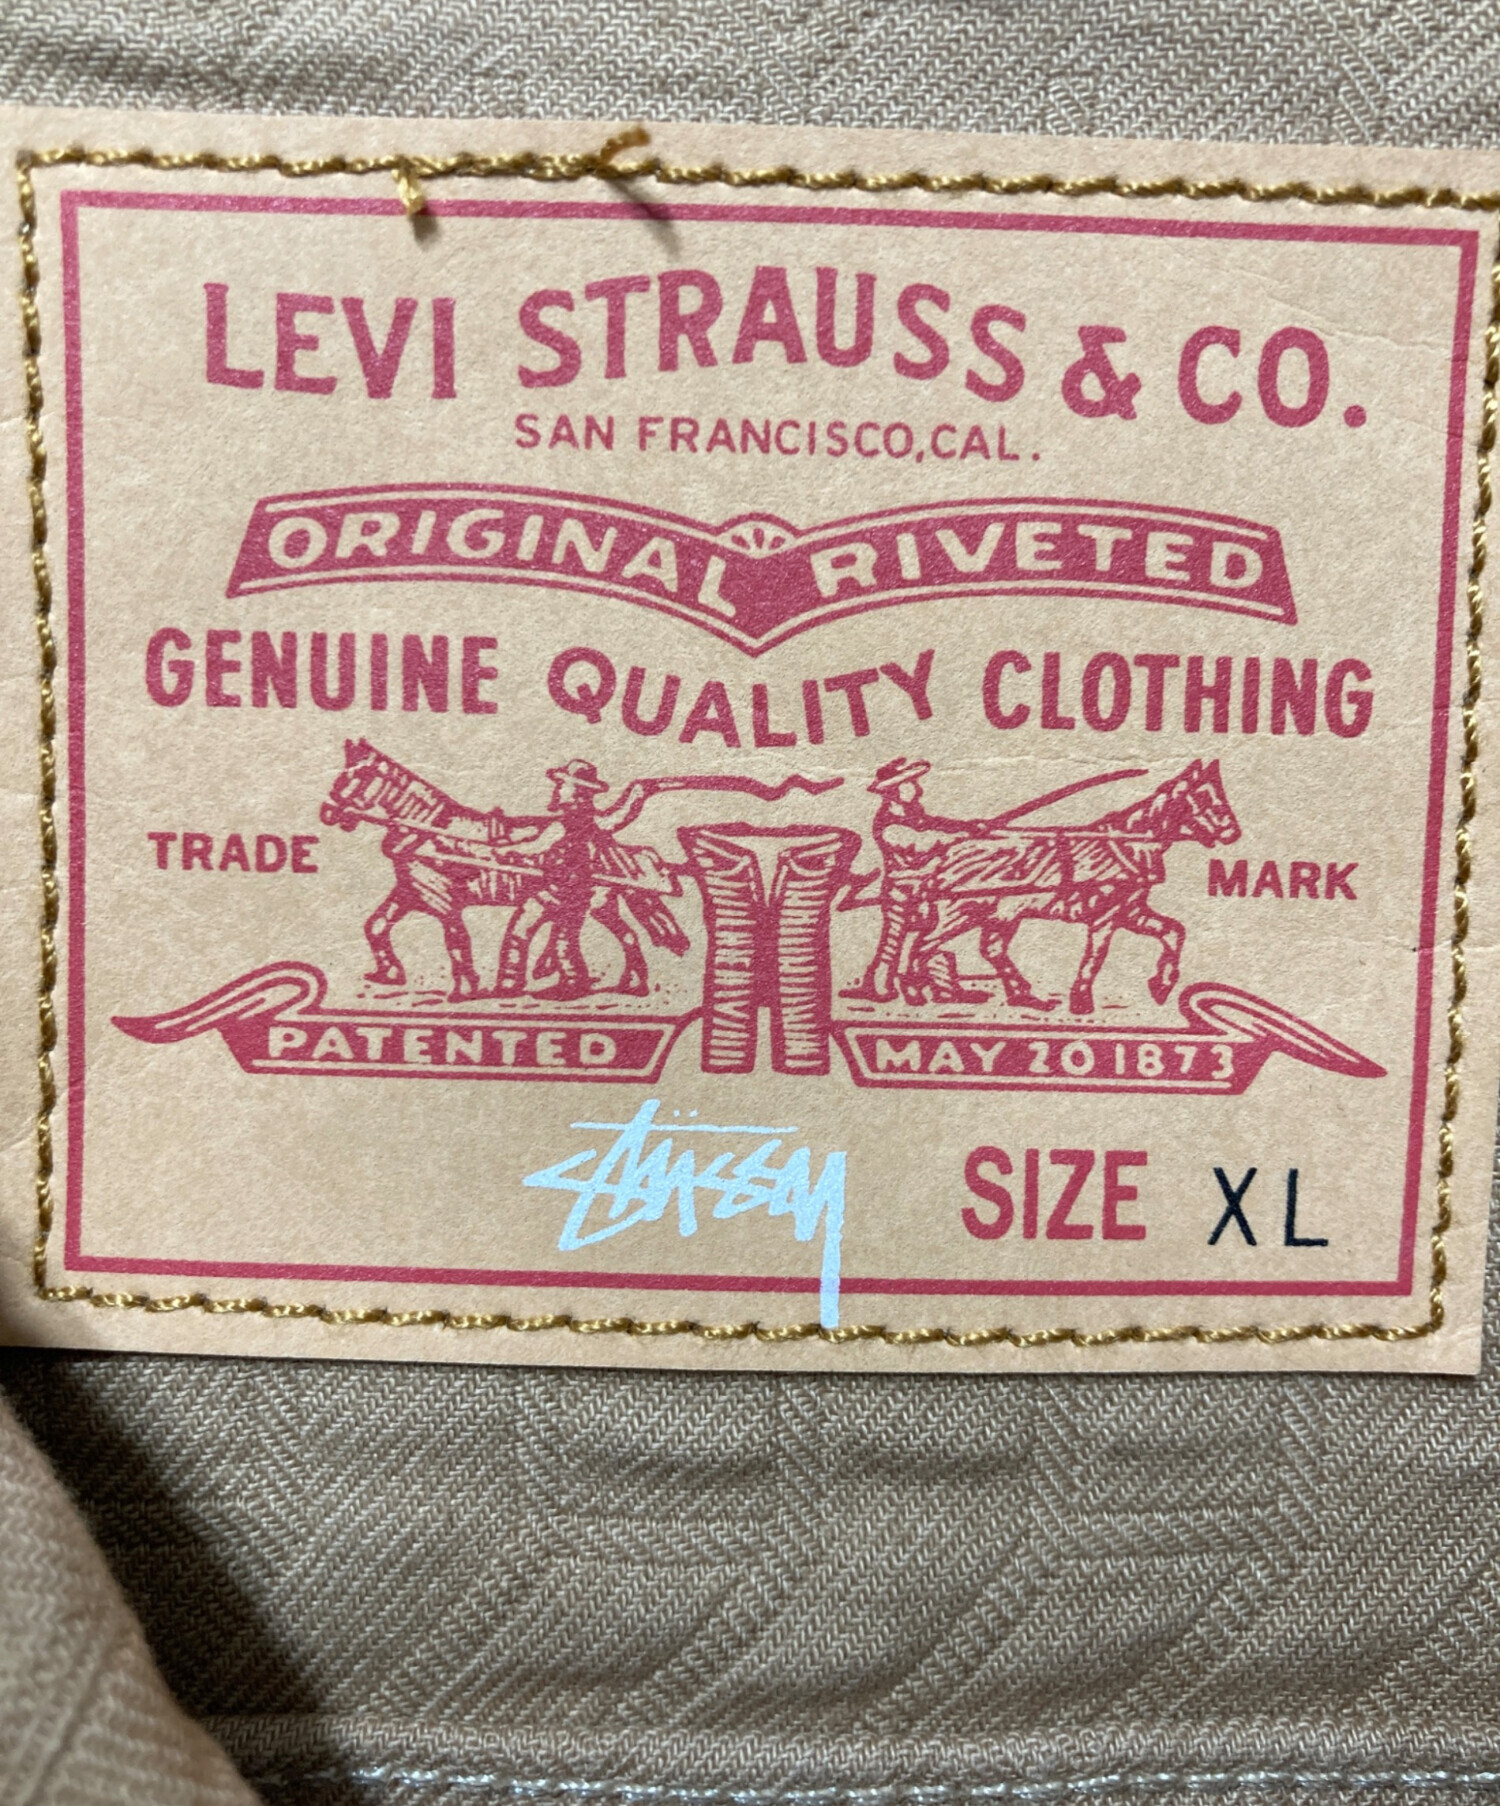 LEVI STRAUSS & CO.
SAN FRANCISCO, CAL.
ORIGINAL RIVETED
GENUINE QUALITY CLOTHING
TRADE MARK
PATENTED MAY 20 1873
Stüssy
SIZE XL